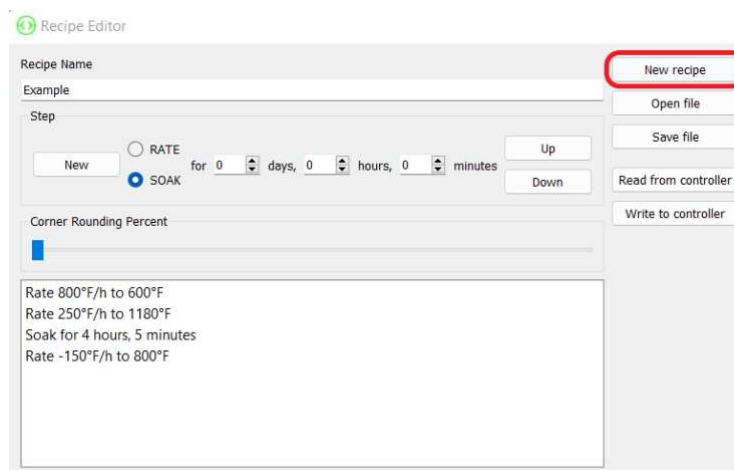 Recipe Editor
Recipe Name
Example
Step
New
RATE
SOAK
for 0 days, 0 hours, 0 minutes
Up
Down
Corner Rounding Percent
Rate 800°F/h to 600°F
Rate 250°F/h to 1180°F
Soak for 4 hours, 5 minutes
Rate -150°F/h to 800°F
New recipe
Open file
Save file
Read from controller
Write to controller